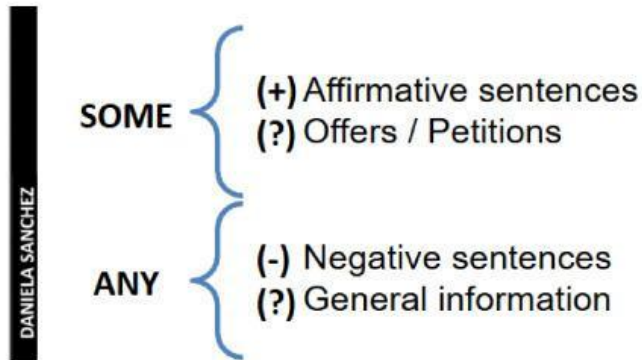 SOME
(+) Affirmative sentences
(?) Offers / Petitions
ANY
(-) Negative sentences
(?) General information
DANIELA SANCHEZ